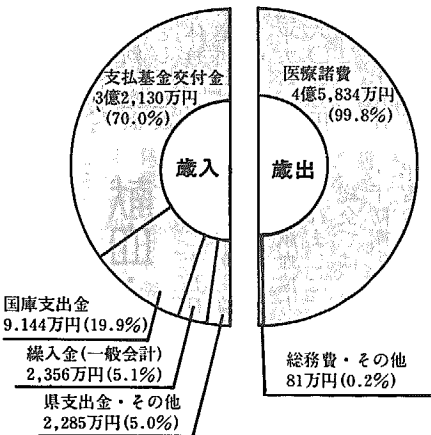 支払基金交付金
3億2,130万円
(70.0%)
歳入
国庫支出金
9.144万円(19.9%)
繰入金(一般会計)
2,356万円(5.1%)
県支出金・その他
2,285万円(5.0%)
医療諸費
4億5,834万円
(99.8%)
歳出
総務費・その他
81万円(0.2%)